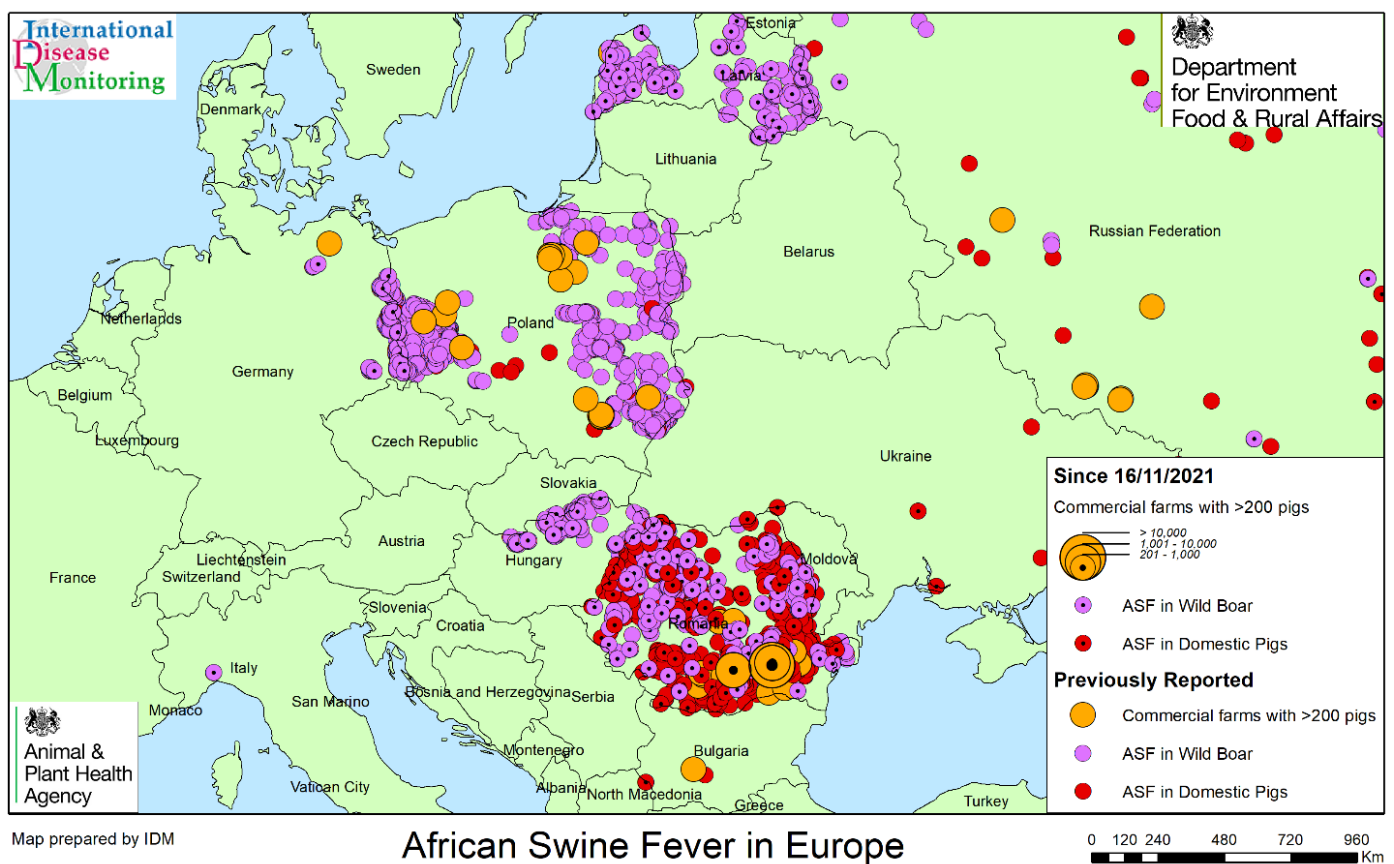 International
Disease
Monitoring
Department
for Environment
Food & Rural Affairs
Estonia
Sweden
Latvia
Denmark
Lithuania
Russian Federation
Belarus
Netherlands
Poland
Germany
Belgium
Luxembourg
Czech Republic
Ukraine
Slovakia
Austria
Hungary
Moldova
Liechtenstein
Switzerland
France
Slovenia
Croatia
Romania
Italy
Bosnia and Herzegovina
Serbia
San Marino
Monaco
Montenegro
Bulgaria
Vatican City
Albania
North Macedonia
Greece
Turkey
Since 16/11/2021
Commercial farms with >200 pigs
> 10,000
1,001 - 10,000
201 - 1,000
ASF in Wild Boar
ASF in Domestic Pigs
Previously Reported
Commercial farms with >200 pigs
ASF in Wild Boar
ASF in Domestic Pigs
Animal &
Plant Health
Agency
Map prepared by IDM
African Swine Fever in Europe
0 120 240 480 720 960
Km